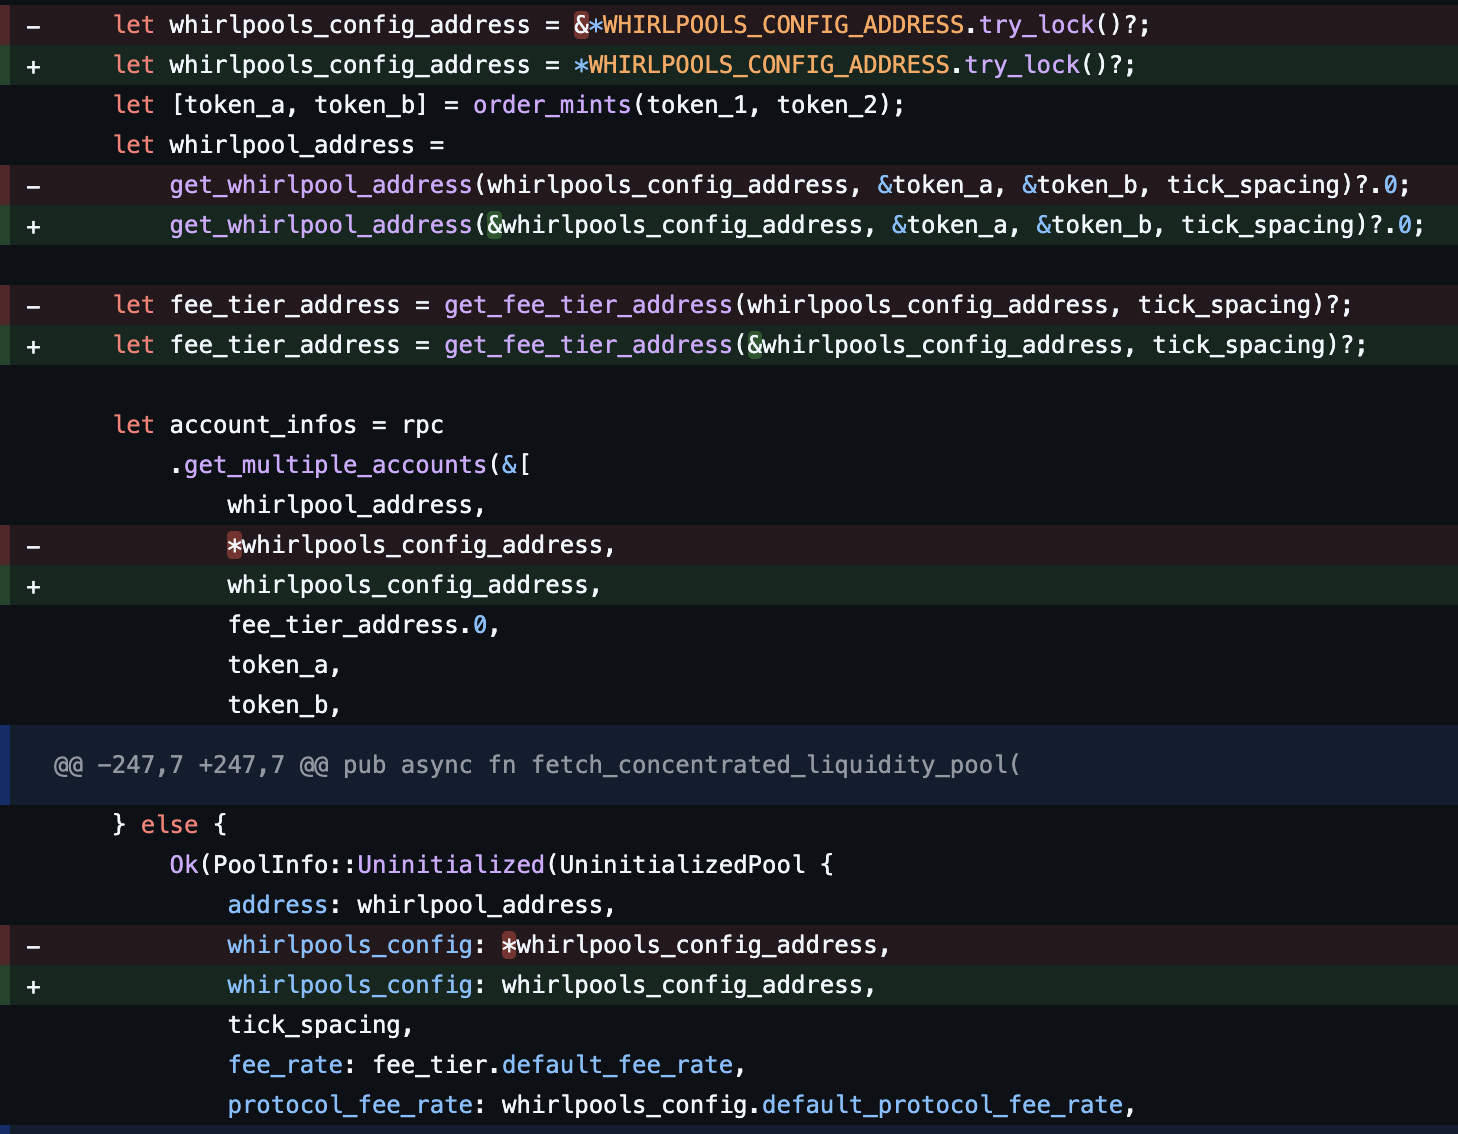 -     let whirlpools_config_address = &*WHIRLPOOLS_CONFIG_ADDRESS.try_lock()?;
+     let whirlpools_config_address = *WHIRLPOOLS_CONFIG_ADDRESS.try_lock()?;
      let [token_a, token_b] = order_mints(token_1, token_2);
      let whirlpool_address =
-         get_whirlpool_address(whirlpools_config_address, &token_a, &token_b, tick_spacing)?.0;
+         get_whirlpool_address(&whirlpools_config_address, &token_a, &token_b, tick_spacing)?.0;

-     let fee_tier_address = get_fee_tier_address(whirlpools_config_address, tick_spacing)?;
+     let fee_tier_address = get_fee_tier_address(&whirlpools_config_address, tick_spacing)?;

      let account_infos = rpc
          .get_multiple_accounts(&[
              whirlpool_address,
-             *whirlpools_config_address,
+             whirlpools_config_address,
              fee_tier_address.0,
              token_a,
              token_b,
@@ -247,7 +247,7 @@ pub async fn fetch_concentrated_liquidity_pool(
      } else {
          Ok(PoolInfo::Uninitialized(UninitializedPool {
              address: whirlpool_address,
-             whirlpools_config: *whirlpools_config_address,
+             whirlpools_config: whirlpools_config_address,
              tick_spacing,
              fee_rate: fee_tier.default_fee_rate,
              protocol_fee_rate: whirlpools_config.default_protocol_fee_rate,